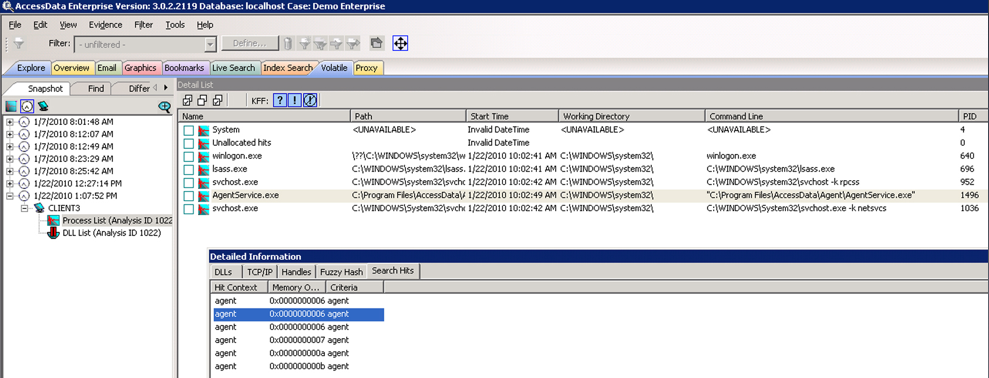 AccessData Enterprise Version: 3.0.2.2119 Database: localhost Case: Demo Enterprise
File Edit View Evidence Filter Tools Help
Filter: - unfiltered - Define...
Explore Overview Email Graphics Bookmarks Live Search Index Search Volatile Proxy
Snapshot Find Differ
Detail List
KFF: ? !
1/7/2010 8:01:48 AM
1/7/2010 8:12:07 AM
1/7/2010 8:12:49 AM
1/7/2010 8:23:29 AM
1/7/2010 8:25:42 AM
1/22/2010 12:27:14 PM
1/22/2010 1:07:52 PM
CLIENT3
Process List (Analysis ID 1022
DLL List (Analysis ID 1022)
Name Path Start Time Working Directory Command Line PID
System <UNAVAILABLE> Invalid DateTime <UNAVAILABLE> <UNAVAILABLE> 4
Unallocated hits Invalid DateTime 0
winlogon.exe \??\C:\WINDOWS\system32\w 1/22/2010 10:02:41 AM C:\WINDOWS\system32\ winlogon.exe 640
lsass.exe C:\WINDOWS\system32\lsass. 1/22/2010 10:02:41 AM C:\WINDOWS\system32\ C:\WINDOWS\system32\lsass.exe 696
svchost.exe C:\WINDOWS\system32\svcho 1/22/2010 10:02:42 AM C:\WINDOWS\system32\ C:\WINDOWS\system32\svchost -k rpcss 952
AgentService.exe C:\Program Files\AccessData\A 1/22/2010 10:02:49 AM C:\WINDOWS\system32\ "C:\Program Files\AccessData\Agent\AgentService.exe" 1496
svchost.exe C:\WINDOWS\System32\svcho 1/22/2010 10:02:42 AM C:\WINDOWS\system32\ C:\WINDOWS\System32\svchost.exe -k netsvcs 1036
Detailed Information
DLLs TCP/IP Handles Fuzzy Hash Search Hits
Hit Context Memory O... Criteria
agent 0x0000000006 agent
agent 0x0000000006 agent
agent 0x0000000006 agent
agent 0x0000000007 agent
agent 0x000000000a agent
agent 0x000000000b agent